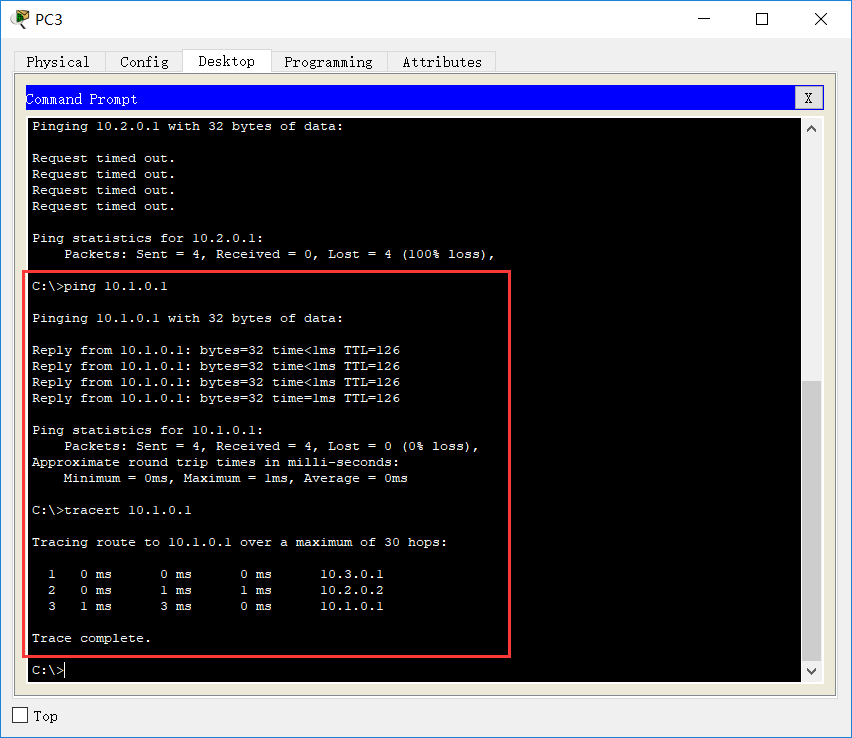 PC3
Physical Config Desktop Programming Attributes
Command Prompt X
Pinging 10.2.0.1 with 32 bytes of data:
Request timed out.
Request timed out.
Request timed out.
Request timed out.
Ping statistics for 10.2.0.1:
Packets: Sent = 4, Received = 0, Lost = 4 (100% loss),
C:\>ping 10.1.0.1
Pinging 10.1.0.1 with 32 bytes of data:
Reply from 10.1.0.1: bytes=32 time<1ms TTL=126
Reply from 10.1.0.1: bytes=32 time<1ms TTL=126
Reply from 10.1.0.1: bytes=32 time<1ms TTL=126
Reply from 10.1.0.1: bytes=32 time=1ms TTL=126
Ping statistics for 10.1.0.1:
Packets: Sent = 4, Received = 4, Lost = 0 (0% loss),
Approximate round trip times in milli-seconds:
Minimum = 0ms, Maximum = 1ms, Average = 0ms
C:\>tracert 10.1.0.1
Tracing route to 10.1.0.1 over a maximum of 30 hops:
1 0 ms 0 ms 0 ms 10.3.0.1
2 0 ms 1 ms 1 ms 10.2.0.2
3 1 ms 3 ms 0 ms 10.1.0.1
Trace complete.
C:\>
Top